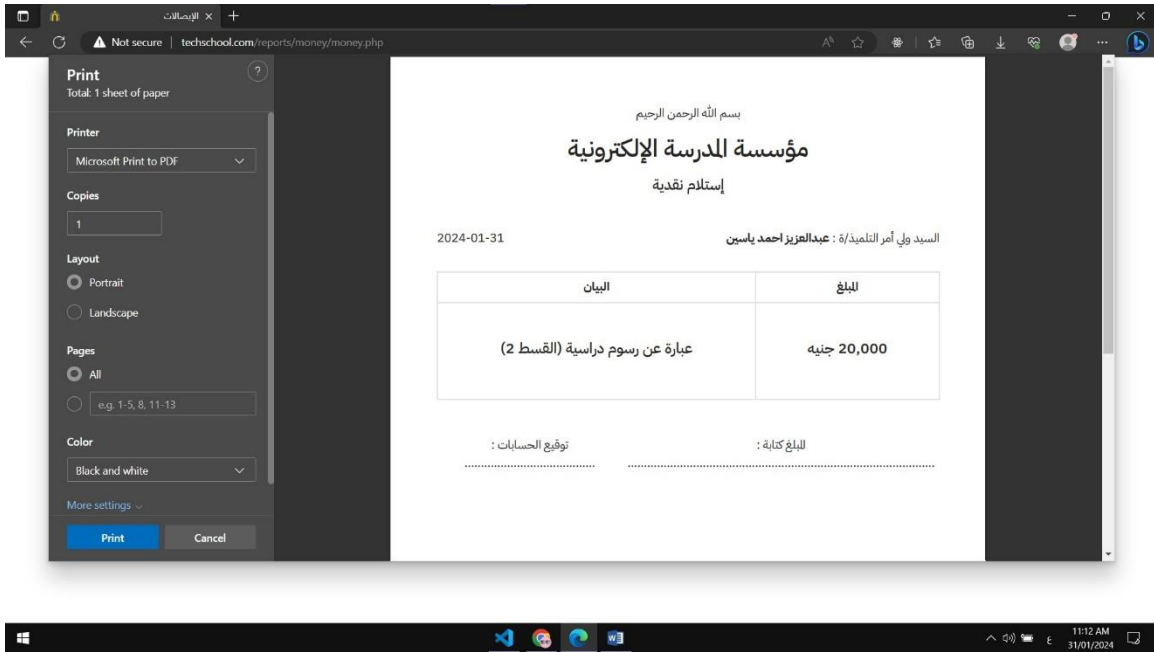 الإيصالات
Not secure | techschool.com/reports/money/money.php
Print
Total: 1 sheet of paper
?
Printer
Microsoft Print to PDF
Copies
1
Layout
Portrait
Landscape
Pages
All
e.g. 1-5, 8, 11-13
Color
Black and white
More settings
Print Cancel
بسم الله الرحمن الرحيم
مؤسسة المدرسة الإلكترونية
إستلام نقدية
السيد ولي أمر التلميذ/ة : عبدالعزيز احمد ياسين 2024-01-31
المبلغ البيان
20,000 جنيه عبارة عن رسوم دراسية (القسط 2)
المبلغ كتابة : توقيع الحسابات :
........................................ ........................................
ع 11:12 AM
31/01/2024